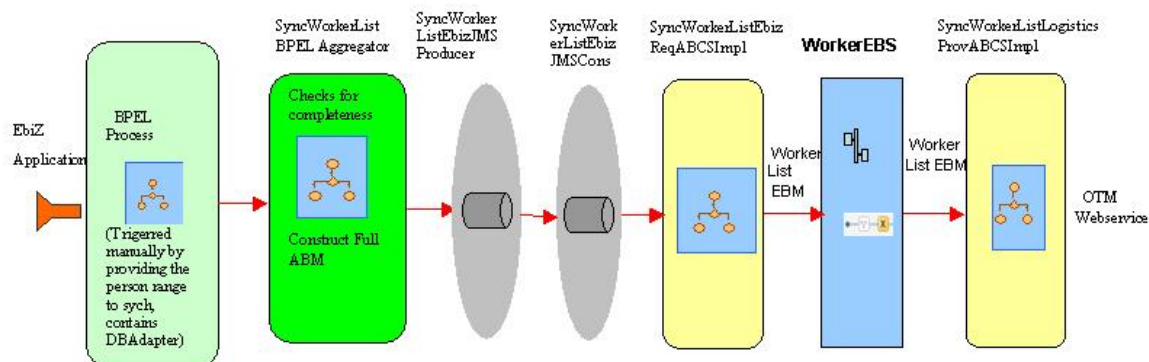 EbiZ
Application
BPEL
Process
(Trigerred
manually by
providing the
person range
to sych,
contains
DBAdapter)
SyncWorkerList
BPEL Aggregator
Checks for
completeness
Construct Full
ABM
SyncWorker
ListEbizJMS
Producer
SyncWork
erListEbiz
JMSCons
SyncWorkerListEbiz
ReqABCSImpl
Worker
List
EBM
WorkerEBS
Worker
List EBM
SyncWorkerListLogistics
ProvABCSImpl
OTM
Webservice